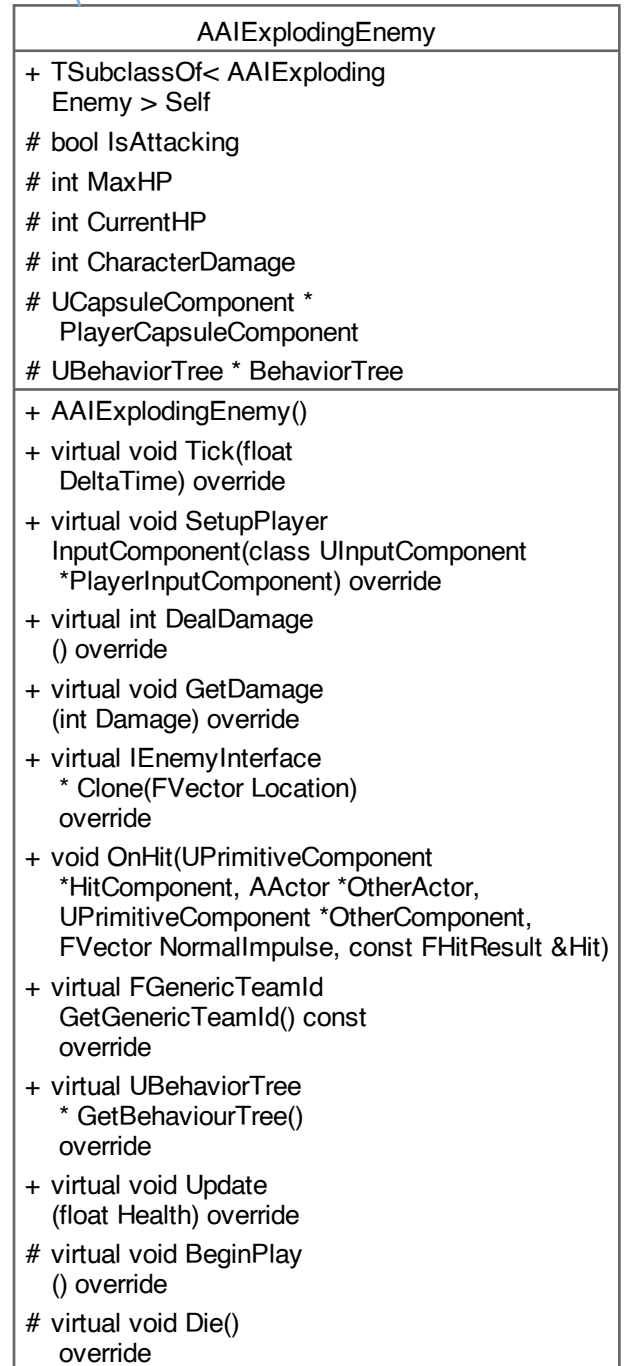 AAIExplodingEnemy
+ TSubclassOf< AAIExploding
Enemy > Self
# bool IsAttacking
# int MaxHP
# int CurrentHP
# int CharacterDamage
# UCapsuleComponent *
PlayerCapsuleComponent
# UBehaviorTree * BehaviorTree
+ AAIExplodingEnemy()
+ virtual void Tick(float
DeltaTime) override
+ virtual void SetupPlayer
InputComponent(class UInputComponent
*PlayerInputComponent) override
+ virtual int DealDamage
() override
+ virtual void GetDamage
(int Damage) override
+ virtual IEnemyInterface
* Clone(FVector Location)
override
+ void OnHit(UPrimitiveComponent
*HitComponent, AActor *OtherActor,
UPrimitiveComponent *OtherComponent,
FVector NormalImpulse, const FHitResult &Hit)
+ virtual FGenericTeamId
GetGenericTeamId() const
override
+ virtual UBehaviorTree
* GetBehaviourTree()
override
+ virtual void Update
(float Health) override
# virtual void BeginPlay
() override
# virtual void Die()
override